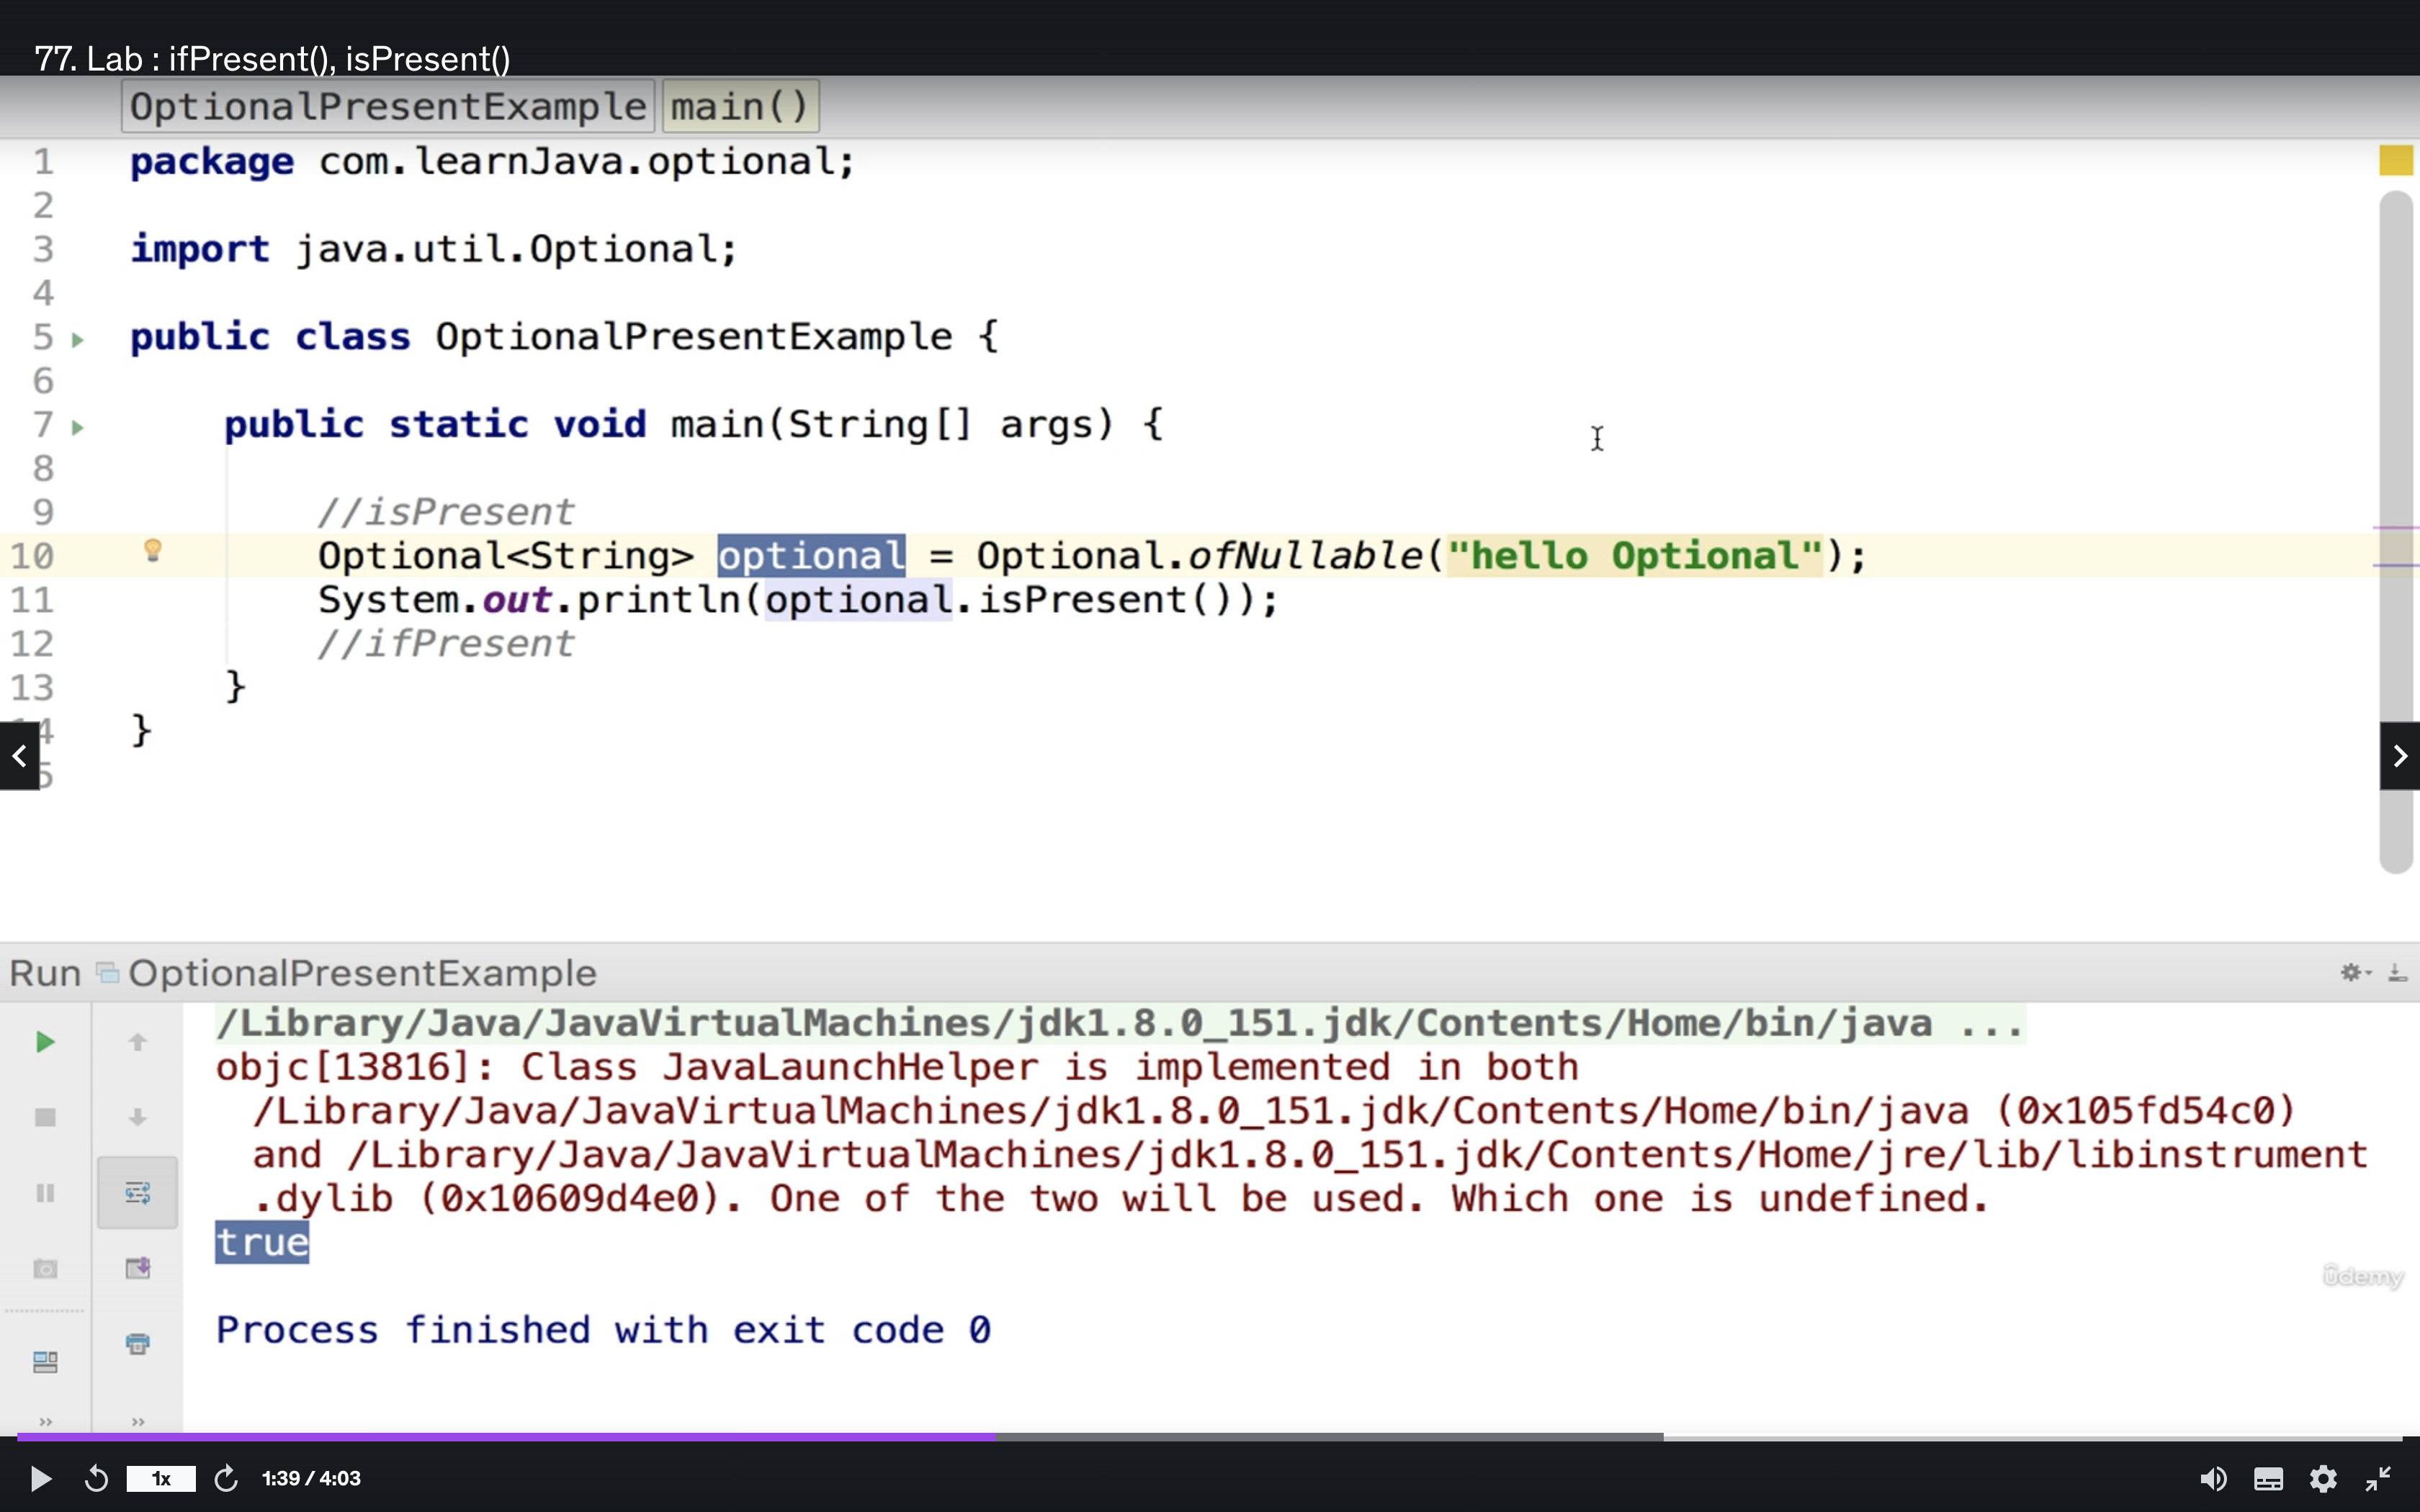 77. Lab : ifPresent(), isPresent()
OptionalPresentExample main()
1 package com.learnJava.optional;
2
3 import java.util.Optional;
4
5 public class OptionalPresentExample {
6
7 public static void main(String[] args) {
8
9 //isPresent
10 Optional<String> optional = Optional.ofNullable("hello Optional");
11 System.out.println(optional.isPresent());
12 //ifPresent
13 }
4 }
5
Run OptionalPresentExample
/Library/Java/JavaVirtualMachines/jdk1.8.0_151.jdk/Contents/Home/bin/java ...
objc[13816]: Class JavaLaunchHelper is implemented in both
/Library/Java/JavaVirtualMachines/jdk1.8.0_151.jdk/Contents/Home/bin/java (0x105fd54c0)
and /Library/Java/JavaVirtualMachines/jdk1.8.0_151.jdk/Contents/Home/jre/lib/libinstrument
.dylib (0x10609d4e0). One of the two will be used. Which one is undefined.
true
ûdemy
Process finished with exit code 0
1x 1:39 / 4:03